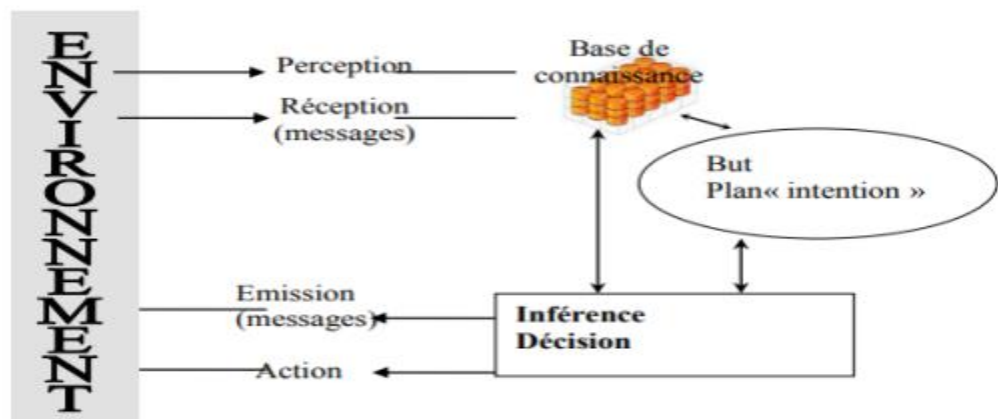 ENVIRONNEMENT
Perception
Réception
(messages)
Base de
connaissance
But
Plan« intention »
Emission
(messages)
Action
Inférence
Décision